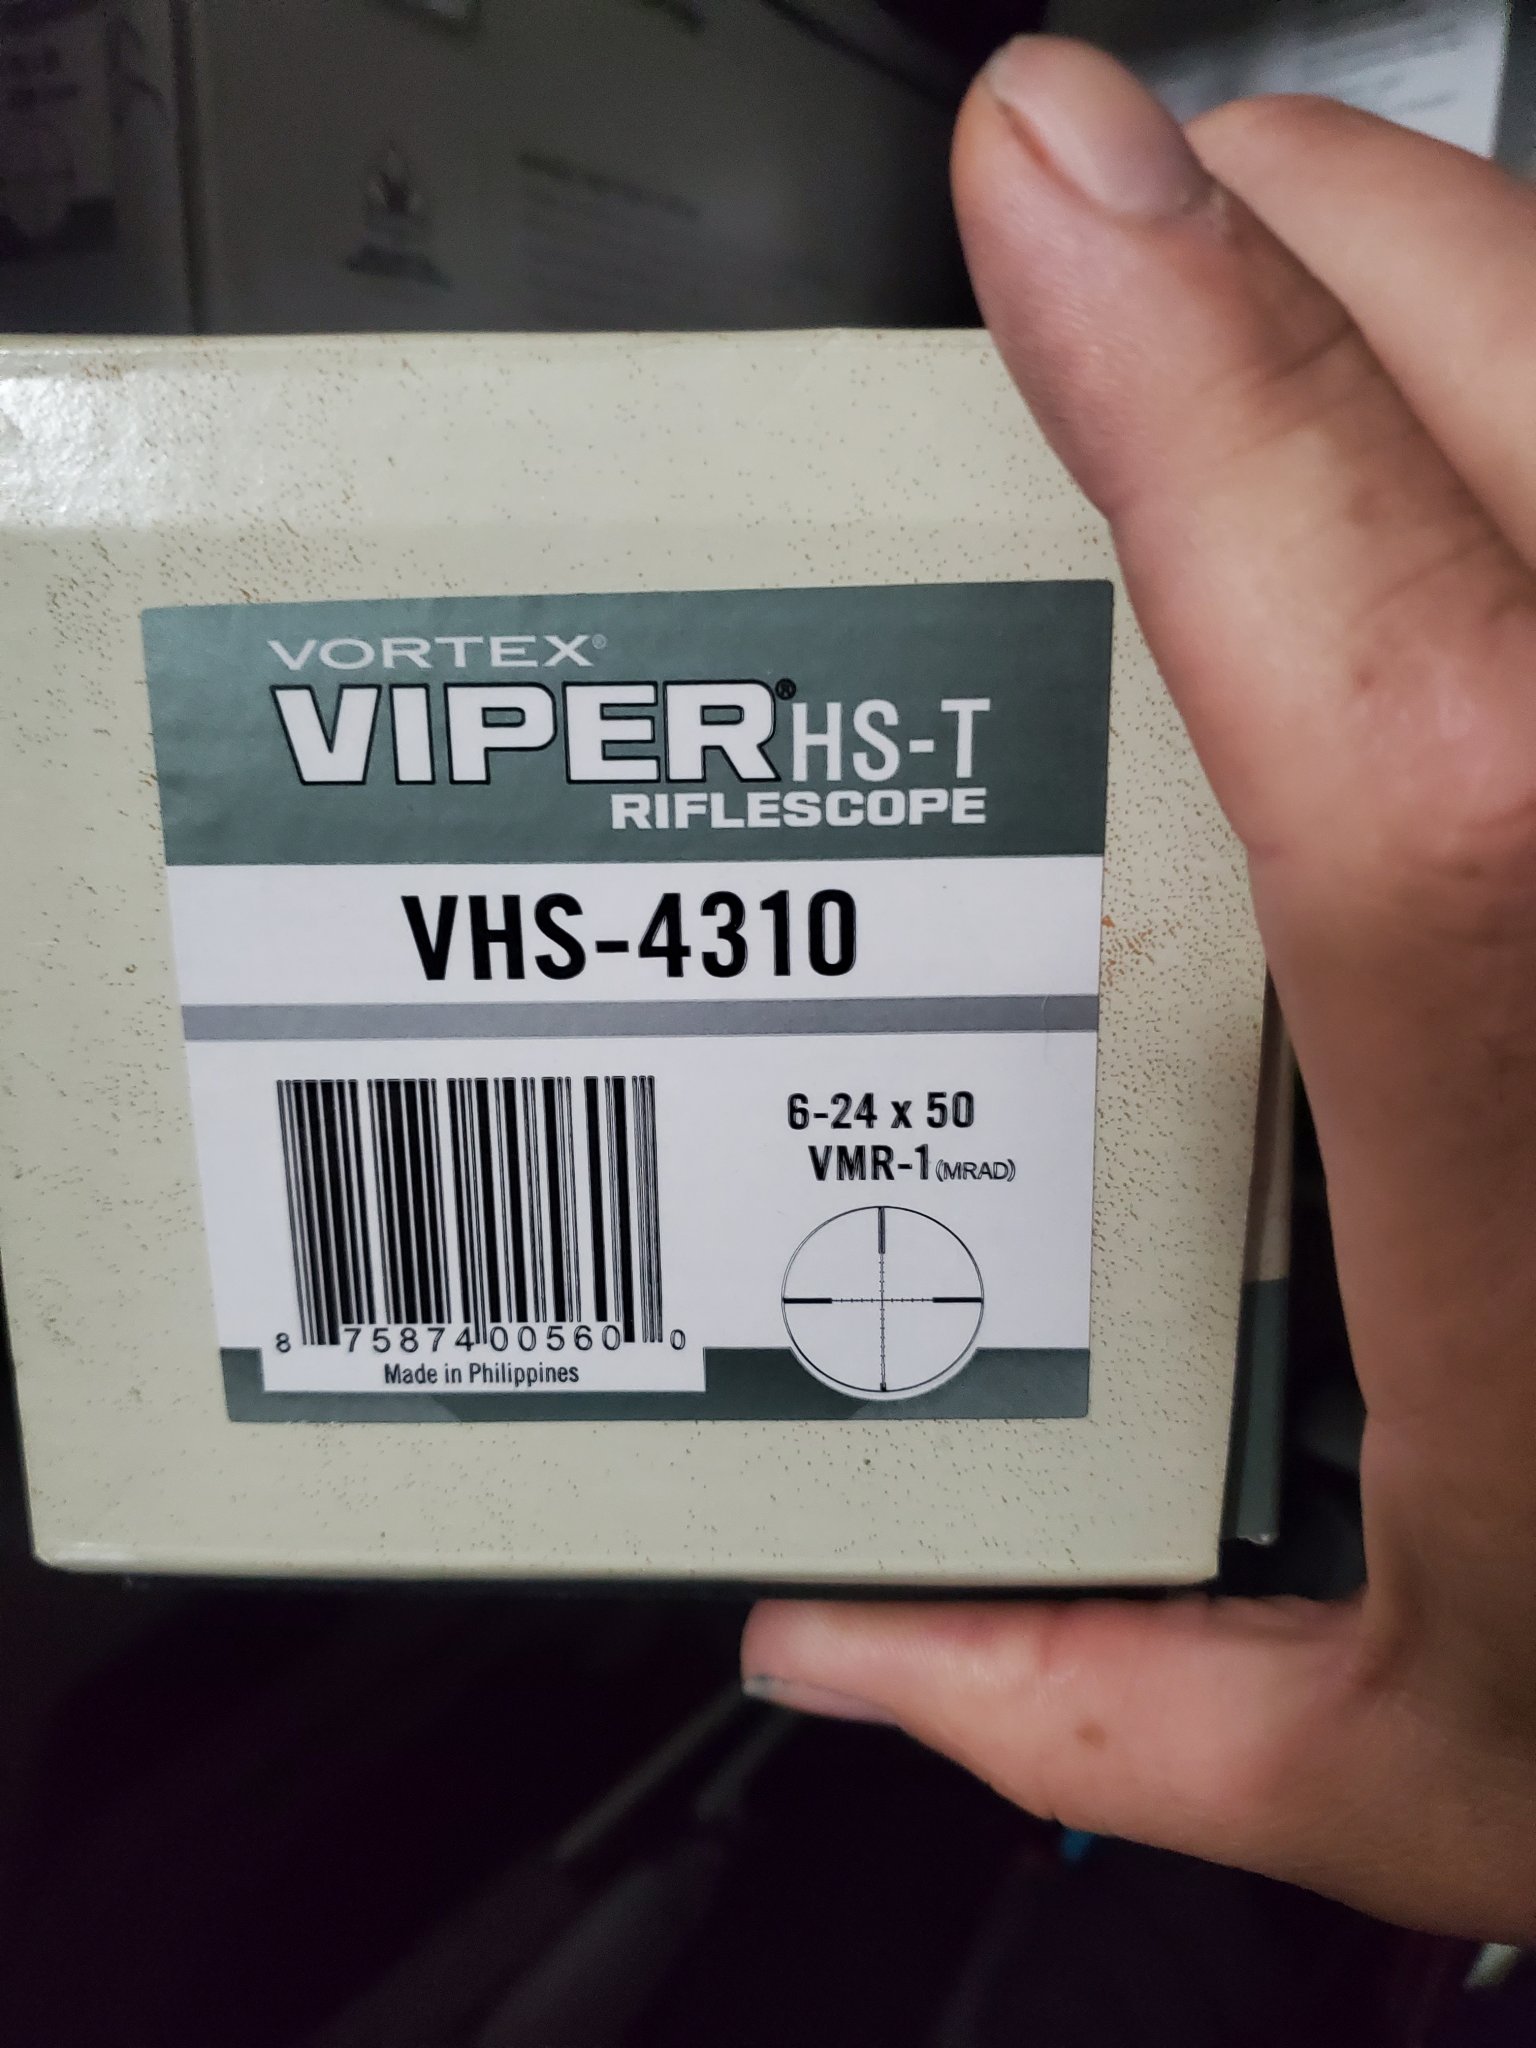 VORTEX®
VIPER® HS-T
RIFLESCOPE
VHS-4310
6-24 x 50
VMR-1(MRAD)
8 75874 00560 0
Made in Philippines